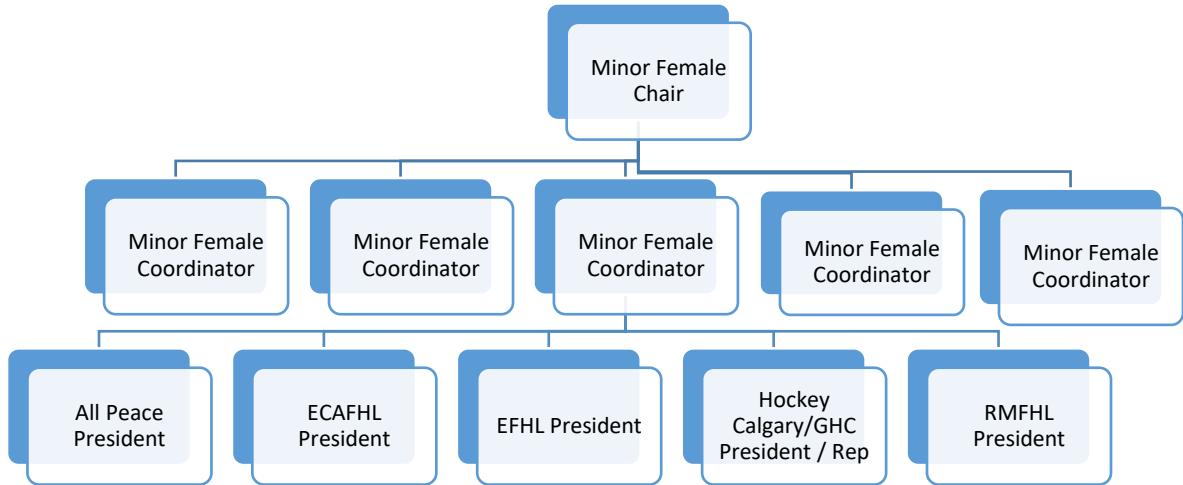 Minor Female
Chair
Minor Female
Coordinator
Minor Female
Coordinator
Minor Female
Coordinator
Minor Female
Coordinator
Minor Female
Coordinator
All Peace
President
ECAFHL
President
EFHL President
Hockey
Calgary/GHC
President / Rep
RMFHL
President